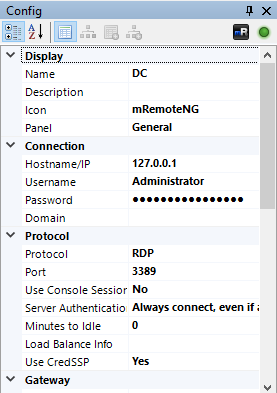 Config
A
Z
mR
Display
Name DC
Description
Icon mRemoteNG
Panel General
Connection
Hostname/IP 127.0.0.1
Username Administrator
Password ●●●●●●●●●●●●●●●●
Domain
Protocol
Protocol RDP
Port 3389
Use Console Session No
Server Authentication Always connect, even if a
Minutes to Idle 0
Load Balance Info
Use CredSSP Yes
Gateway